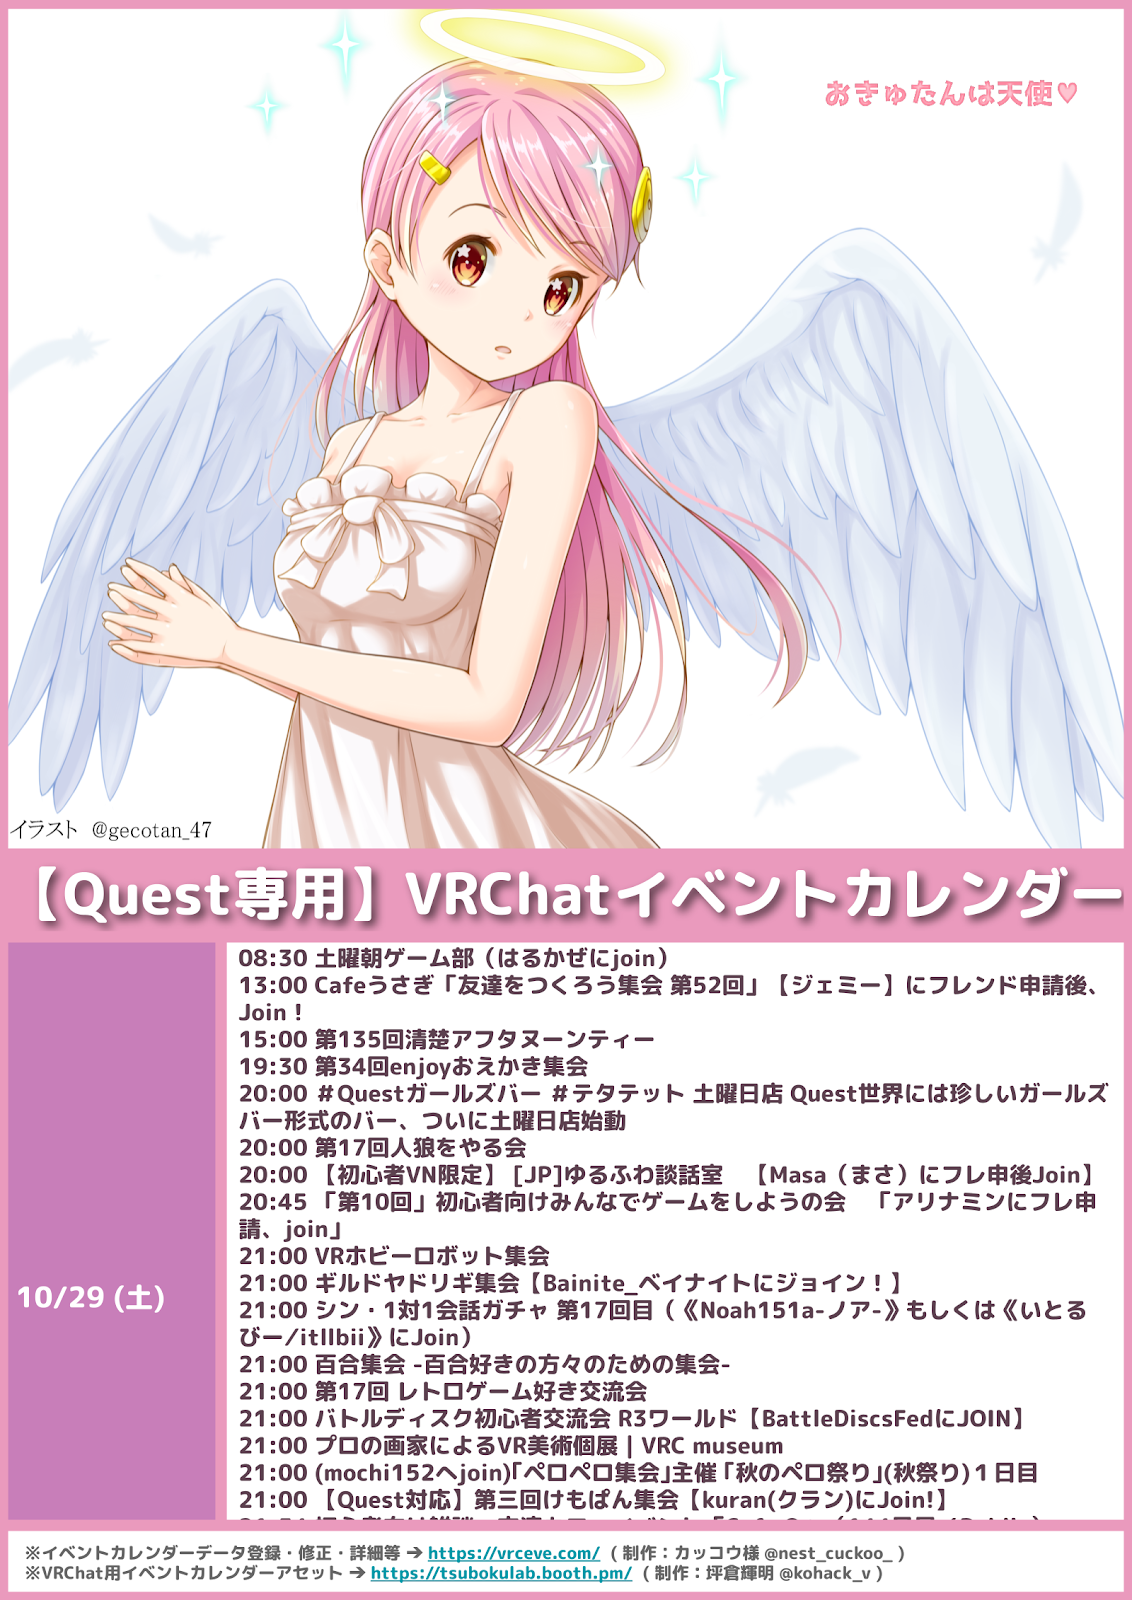 おきゅたんは天使♥
イラスト @gecotan_47
【Quest専用】VRChatイベントカレンダー
10/29 (土)
08:30 土曜朝ゲーム部（はるかぜにjoin）
13:00 Cafeうさぎ「友達をつくろう集会 第52回」【ジェミー】にフレンド申請後、
Join！
15:00 第135回清楚アフタヌーンティー
19:30 第34回enjoyおえかき集会
20:00 ＃Questガールズバー ＃テタテット 土曜日店 Quest世界には珍しいガールズ
バー形式のバー、ついに土曜日店始動
20:00 第17回人狼をやる会
20:00 【初心者VN限定】 [JP]ゆるふわ談話室　【Masa（まさ）にフレ申後Join】
20:45 「第10回」初心者向けみんなでゲームをしようの会　「アリナミンにフレ申
請、join」
21:00 VRホビーロボット集会
21:00 ギルドヤドリギ集会【Bainite_ベイナイトにジョイン！】
21:00 シン・1対1会話ガチャ 第17回目（《Noah151a-ノア-》もしくは《いとる
びー/itllbii》にJoin）
21:00 百合集会 -百合好きの方々のための集会-
21:00 第17回 レトロゲーム好き交流会
21:00 バトルディスク初心者交流会 R3ワールド【BattleDiscsFedにJOIN】
21:00 プロの画家によるVR美術個展 | VRC museum
21:00 (mochi152へjoin)｢ペロペロ集会｣主催 ｢秋のペロ祭り｣(秋祭り)１日目
21:00 【Quest対応】第三回けもぱん集会【kuran(クラン)にJoin!】
※イベントカレンダーデータ登録・修正・詳細等 ➔ https://vrceve.com/ ( 制作：カッコウ様 @nest_cuckoo_ )
※VRChat用イベントカレンダーアセット ➔ https://tsubokulab.booth.pm/ ( 制作：坪倉輝明 @kohack_v )